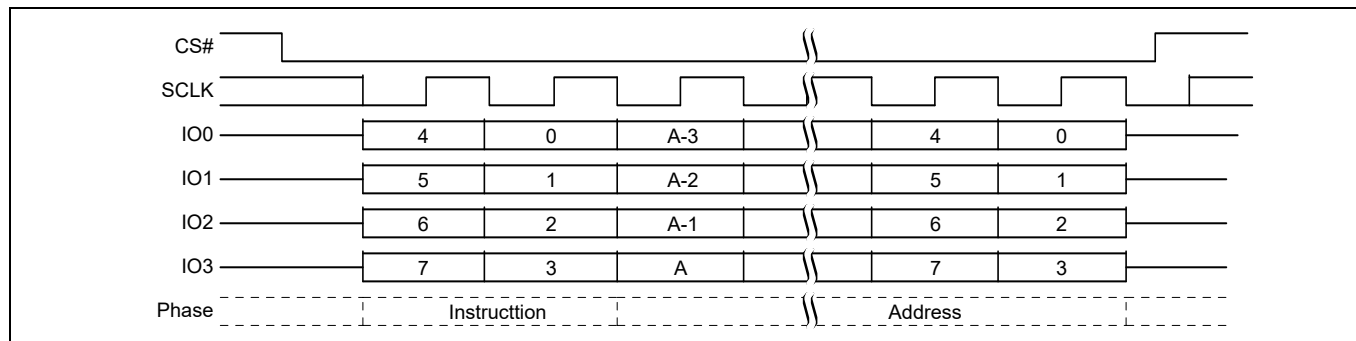 CS#
SCLK
IO0 4 0 A-3 4 0
IO1 5 1 A-2 5 1
IO2 6 2 A-1 6 2
IO3 7 3 A 7 3
Phase Instructtion Address